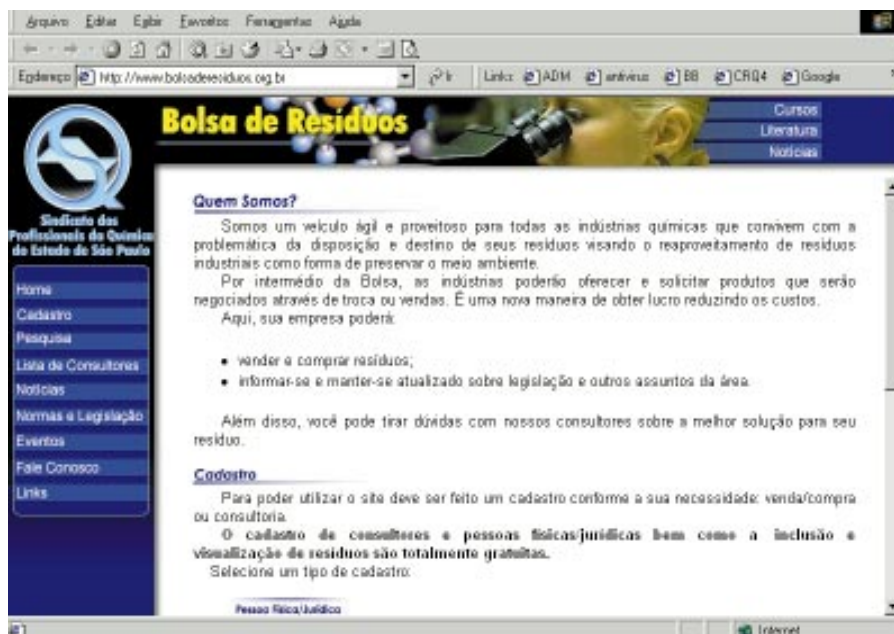 Arquivo Editar Exibir Favoritos Ferramentas Ajuda
Endereço http://www.bolsaderesiduos.org.br Ir Links ADM antivirus BB CRQ4 Google
Bolsa de Resíduos
Cursos
Literatura
Notícias
Sindicato dos
Profissionais da Química
do Estado de São Paulo
Home
Cadastro
Pesquisa
Lista de Consultores
Notícias
Normas e Legislação
Eventos
Fale Conosco
Links
Quem Somos?
Somos um veículo ágil e proveitoso para todas as indústrias químicas que convivem com a
problemática da disposição e destino de seus resíduos visando o reaproveitamento de resíduos
industriais como forma de preservar o meio ambiente.
Por intermédio da Bolsa, as indústrias poderão oferecer e solicitar produtos que serão
negociados através de troca ou vendas. É uma nova maneira de obter lucro reduzindo os custos.
Aqui, sua empresa poderá:
• vender e comprar resíduos;
• informar-se e manter-se atualizado sobre legislação e outros assuntos da área.
Além disso, você pode tirar dúvidas com nossos consultores sobre a melhor solução para seu
resíduo.
Cadastro
Para poder utilizar o site deve ser feito um cadastro conforme a sua necessidade: venda/compra
ou consultoria.
O cadastro de consultores e pessoas físicas/jurídicas bem como a inclusão e
visualização de resíduos são totalmente gratuitas.
Selecione um tipo de cadastro:
Pessoa Física/Jurídica
Internet